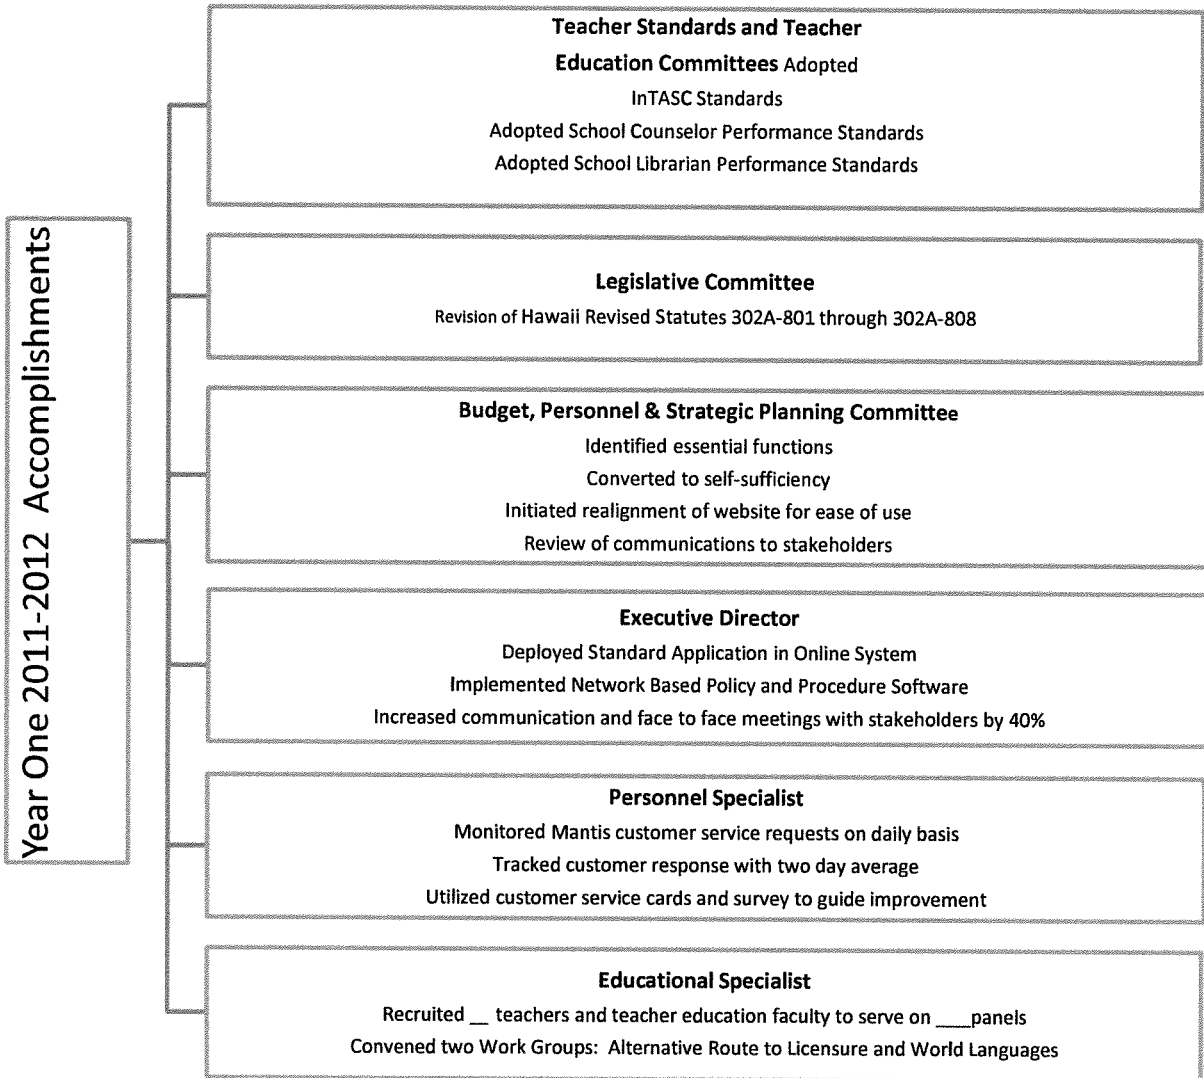 Year One 2011-2012 Accomplishments
Teacher Standards and Teacher
Education Committees Adopted
InTASC Standards
Adopted School Counselor Performance Standards
Adopted School Librarian Performance Standards
Legislative Committee
Revision of Hawaii Revised Statutes 302A-801 through 302A-808
Budget, Personnel & Strategic Planning Committee
Identified essential functions
Converted to self-sufficiency
Initiated realignment of website for ease of use
Review of communications to stakeholders
Executive Director
Deployed Standard Application in Online System
Implemented Network Based Policy and Procedure Software
Increased communication and face to face meetings with stakeholders by 40%
Personnel Specialist
Monitored Mantis customer service requests on daily basis
Tracked customer response with two day average
Utilized customer service cards and survey to guide improvement
Educational Specialist
Recruited __ teachers and teacher education faculty to serve on ____panels
Convened two Work Groups: Alternative Route to Licensure and World Languages